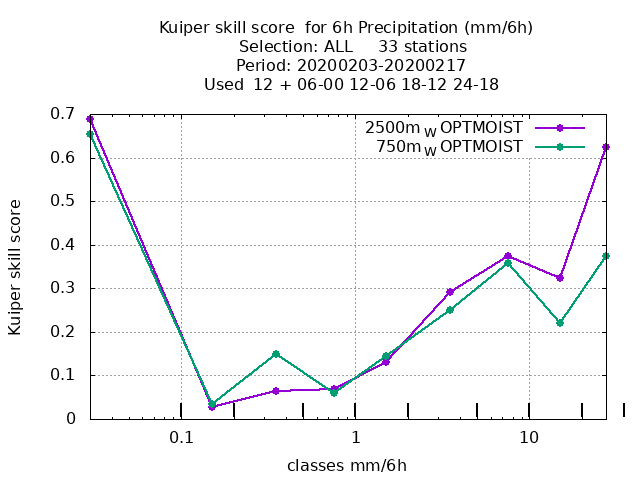 Kuiper skill score  for 6h Precipitation (mm/6h)
Selection: ALL     33 stations
Period: 20200203-20200217
Used  12 + 06-00 12-06 18-12 24-18
2500m W OPTMOIST
750m W OPTMOIST
0.7
0.6
0.5
0.4
0.3
0.2
0.1
0
Kuiper skill score
0.1 1 10
classes mm/6h